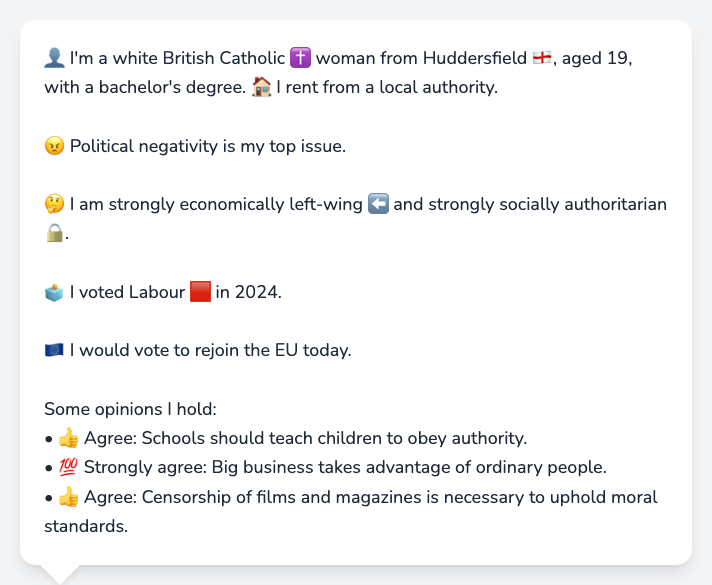 👤 I'm a white British Catholic ✝️ woman from Huddersfield 🏴󠁧󠁢󠁥󠁮󠁧󠁿, aged 19,
with a bachelor's degree. 🏠 I rent from a local authority.
😠 Political negativity is my top issue.
🤔 I am strongly economically left-wing ⬅️ and strongly socially authoritarian
🔒.
🗳️ I voted Labour 🟥 in 2024.
🇪🇺 I would vote to rejoin the EU today.
Some opinions I hold:
• 👍 Agree: Schools should teach children to obey authority.
• 💯 Strongly agree: Big business takes advantage of ordinary people.
• 👍 Agree: Censorship of films and magazines is necessary to uphold moral
standards.